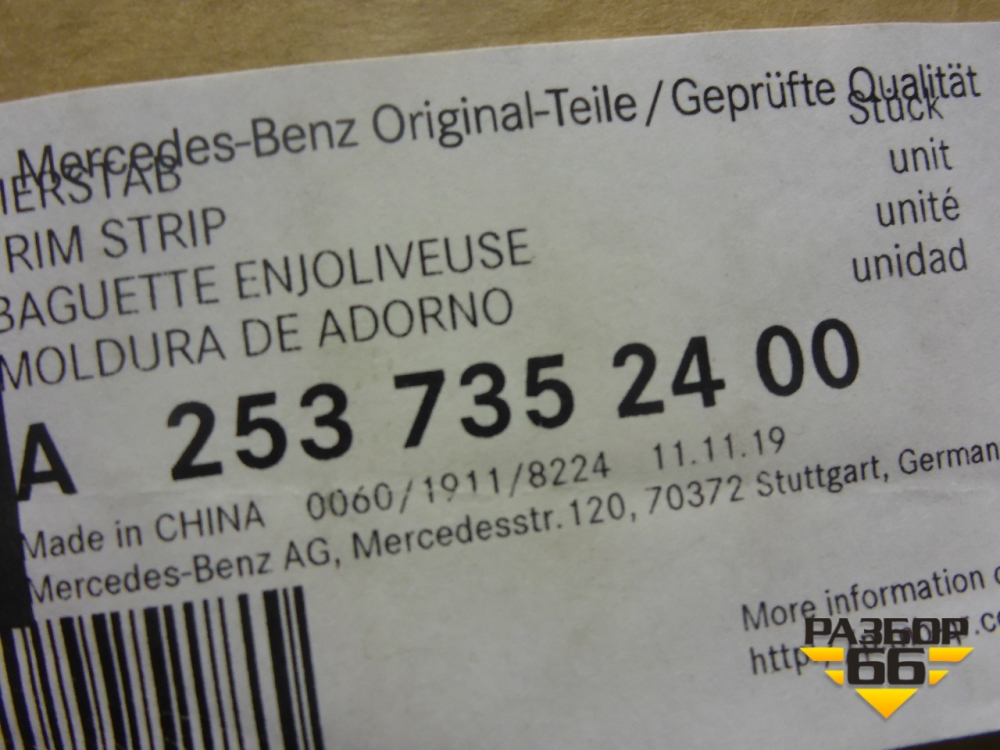 Mercedes-Benz Original-Teile / Geprüfte Qualität
IERSTAB
Stück
RIM STRIP
unit
BAGUETTE ENJOLIVEUSE
unité
MOLDURA DE ADORNO
unidad
A 253 735 24 00
Made in CHINA 0060/1911/8224 11.11.19
Mercedes-Benz AG, Mercedesstr. 120, 70372 Stuttgart, German
More information
http
РАЗБОР
66